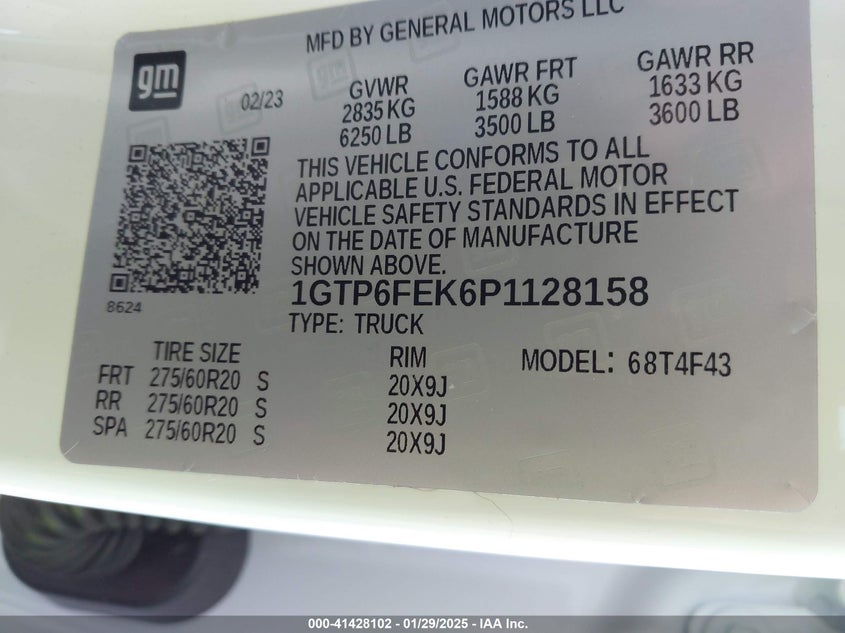 MFD BY GENERAL MOTORS LLC
gm
02/23
GVWR
2835 KG
6250 LB
GAWR FRT
1588 KG
3500 LB
GAWR RR
1633 KG
3600 LB
THIS VEHICLE CONFORMS TO ALL
APPLICABLE U.S. FEDERAL MOTOR
VEHICLE SAFETY STANDARDS IN EFFECT
ON THE DATE OF MANUFACTURE
SHOWN ABOVE.
8624
1GTP6FEK6P1128158
TYPE: TRUCK
TIRE SIZE
RIM
MODEL: 68T4F43
FRT 275/60R20 S 20X9J
RR 275/60R20 S 20X9J
SPA 275/60R20 S 20X9J
000-41428102 - 01/29/2025 - IAA Inc.